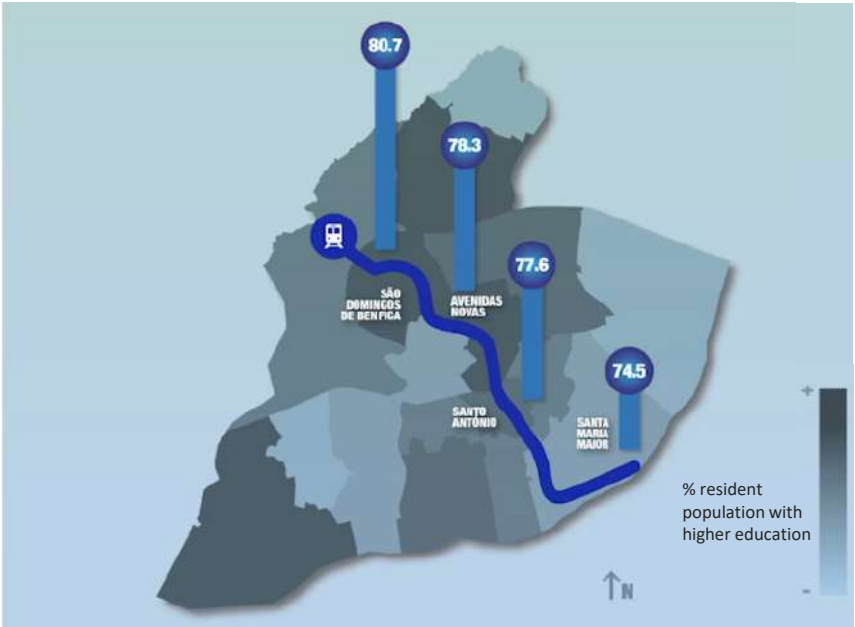 80.7
78.3
77.6
SÃO
DOMINGOS
DE BENFICA
AVENIDAS
NOVAS
74.5
SANTO
ANTÓNIO
SANTA
MARIA
MAIOR
+
% resident
population with
higher education
-
N